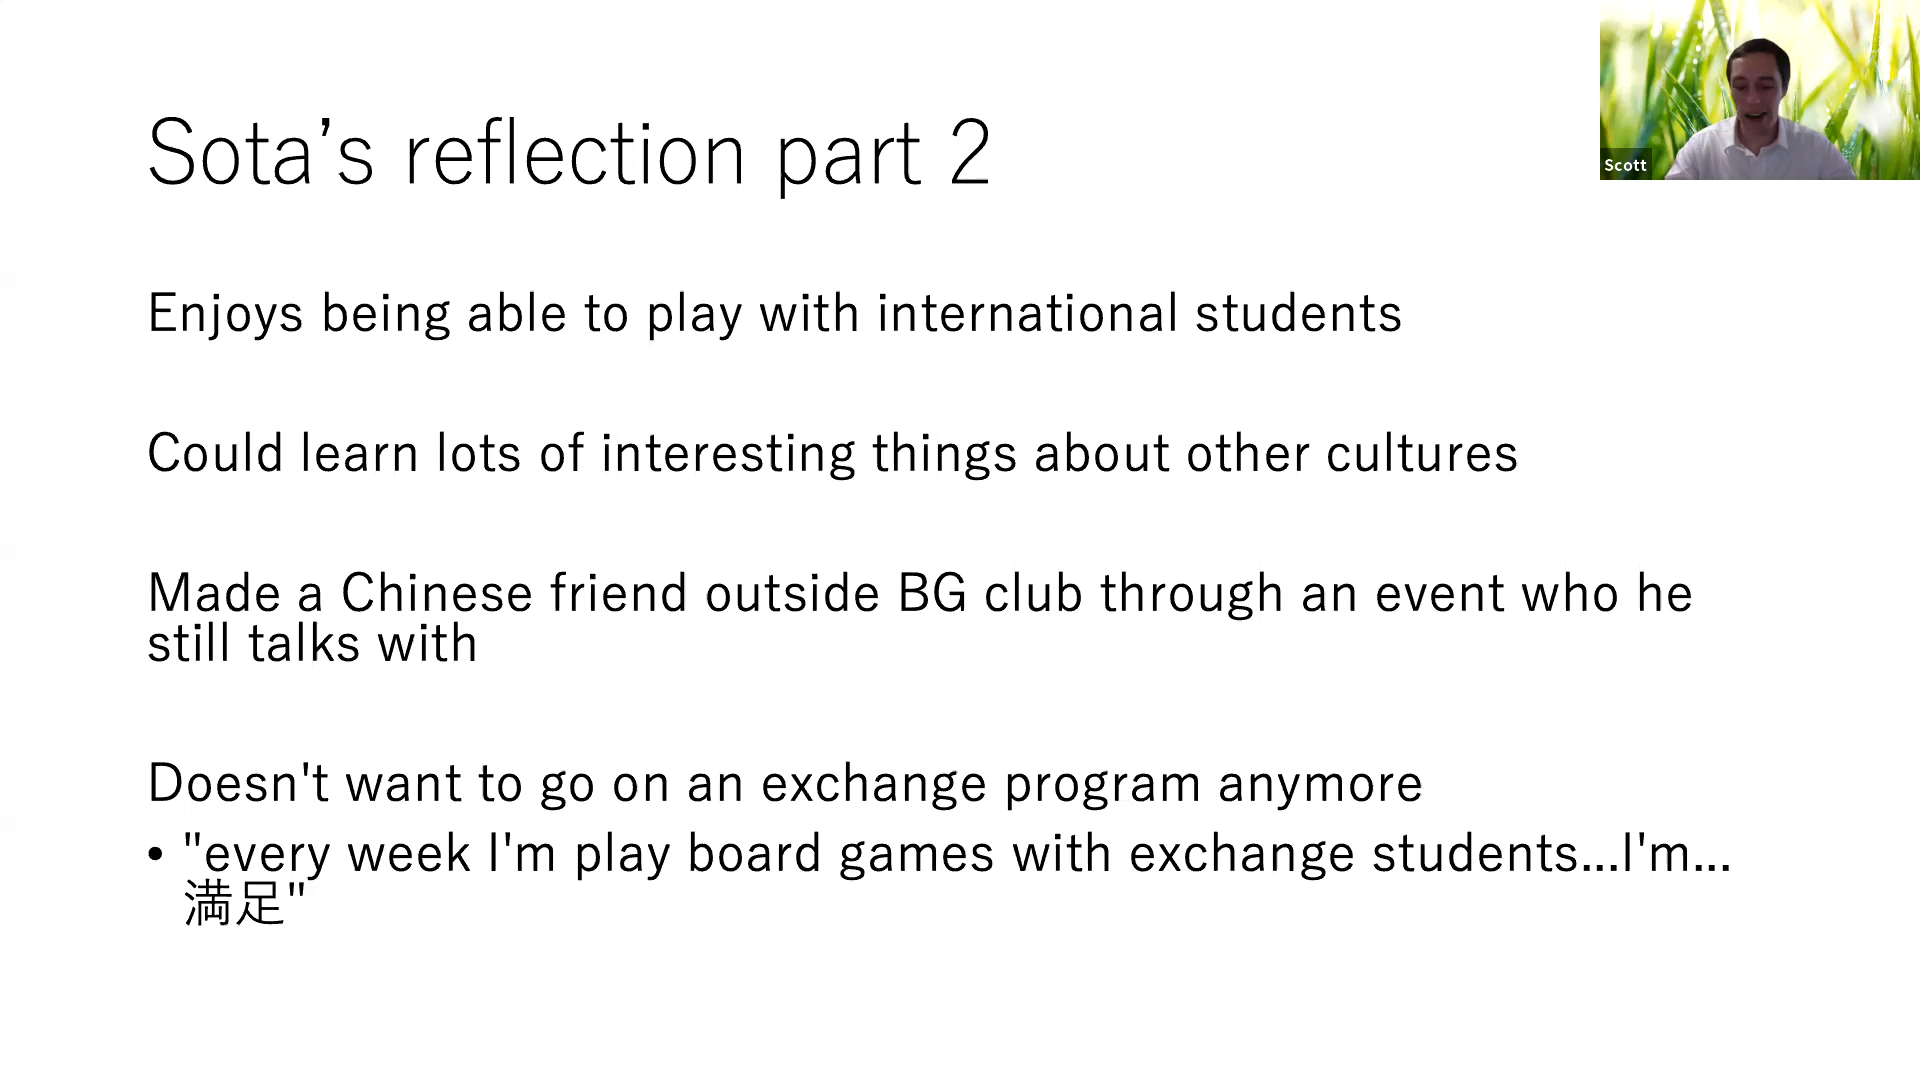 Sota’s reflection part 2
Scott
Enjoys being able to play with international students
Could learn lots of interesting things about other cultures
Made a Chinese friend outside BG club through an event who he
still talks with
Doesn't want to go on an exchange program anymore
• "every week I'm play board games with exchange students...I'm...
満足"